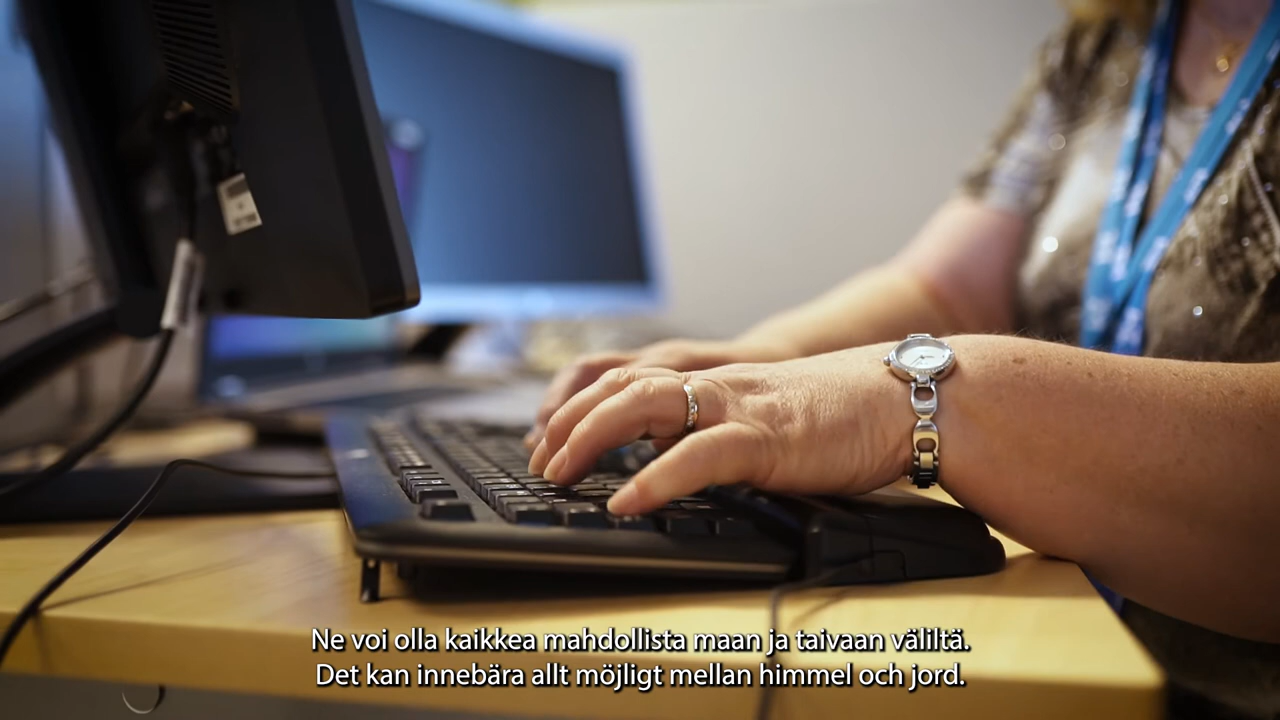 Ne voi olla kaikkea mahdollista maan ja taivaan väliltä.
Det kan innebära allt möjligt mellan himmel och jord.